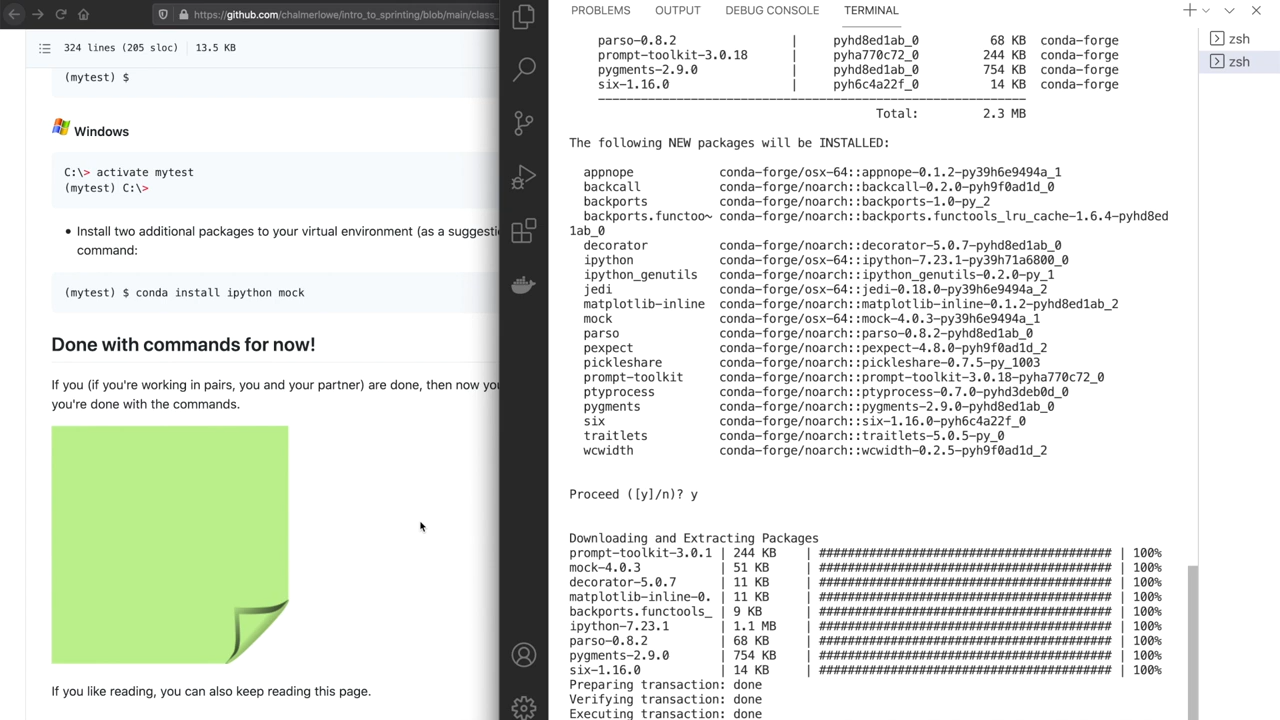 https://github.com/chalmerlowe/intro_to_sprinting/blob/main/class_
324 lines (205 sloc) 13.5 KB
(mytest) $
Windows
C:\> activate mytest
(mytest) C:\>
Install two additional packages to your virtual environment (as a suggesti
command:
(mytest) $ conda install ipython mock
Done with commands for now!
If you (if you're working in pairs, you and your partner) are done, then now you
you're done with the commands.
If you like reading, you can also keep reading this page.
PROBLEMS OUTPUT DEBUG CONSOLE TERMINAL
zsh
zsh
parso-0.8.2 | pyhd8ed1ab_0 68 KB conda-forge
prompt-toolkit-3.0.18 | pyha770c72_0 244 KB conda-forge
pygments-2.9.0 | pyhd8ed1ab_0 754 KB conda-forge
six-1.16.0 | pyh6c4a22f_0 14 KB conda-forge
------------------------------------------------------------
Total: 2.3 MB
The following NEW packages will be INSTALLED:
appnope conda-forge/osx-64::appnope-0.1.2-py39h6e9494a_1
backcall conda-forge/noarch::backcall-0.2.0-pyh9f0ad1d_0
backports conda-forge/noarch::backports-1.0-py_2
backports.functoo~ conda-forge/noarch::backports.functools_lru_cache-1.6.4-pyhd8ed
1ab_0
decorator conda-forge/noarch::decorator-5.0.7-pyhd8ed1ab_0
ipython conda-forge/osx-64::ipython-7.23.1-py39h71a6800_0
ipython_genutils conda-forge/noarch::ipython_genutils-0.2.0-py_1
jedi conda-forge/osx-64::jedi-0.18.0-py39h6e9494a_2
matplotlib-inline conda-forge/noarch::matplotlib-inline-0.1.2-pyhd8ed1ab_2
mock conda-forge/osx-64::mock-4.0.3-py39h6e9494a_1
parso conda-forge/noarch::parso-0.8.2-pyhd8ed1ab_0
pexpect conda-forge/noarch::pexpect-4.8.0-pyh9f0ad1d_2
pickleshare conda-forge/noarch::pickleshare-0.7.5-py_1003
prompt-toolkit conda-forge/noarch::prompt-toolkit-3.0.18-pyha770c72_0
ptyprocess conda-forge/noarch::ptyprocess-0.7.0-pyhd3deb0d_0
pygments conda-forge/noarch::pygments-2.9.0-pyhd8ed1ab_0
six conda-forge/noarch::six-1.16.0-pyh6c4a22f_0
traitlets conda-forge/noarch::traitlets-5.0.5-py_0
wcwidth conda-forge/noarch::wcwidth-0.2.5-pyh9f0ad1d_2
Proceed ([y]/n)? y
Downloading and Extracting Packages
prompt-toolkit-3.0.1 | 244 KB | ######################################### | 100%
mock-4.0.3 | 51 KB | ######################################### | 100%
decorator-5.0.7 | 11 KB | ######################################### | 100%
matplotlib-inline-0. | 11 KB | ######################################### | 100%
backports.functools_ | 9 KB | ######################################### | 100%
ipython-7.23.1 | 1.1 MB | ######################################### | 100%
parso-0.8.2 | 68 KB | ######################################### | 100%
pygments-2.9.0 | 754 KB | ######################################### | 100%
six-1.16.0 | 14 KB | ######################################### | 100%
Preparing transaction: done
Verifying transaction: done
Executing transaction: done